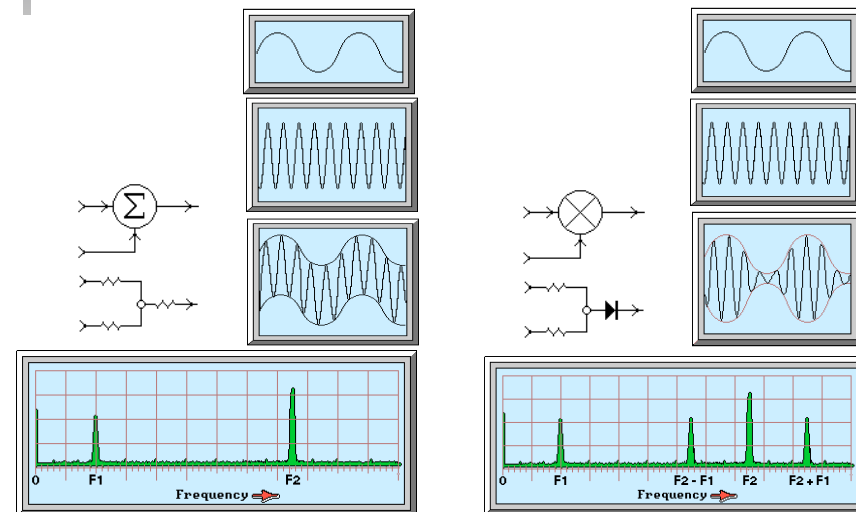 Σ
0 F1 F2
Frequency
0 F1 F2 - F1 F2 F2 + F1
Frequency